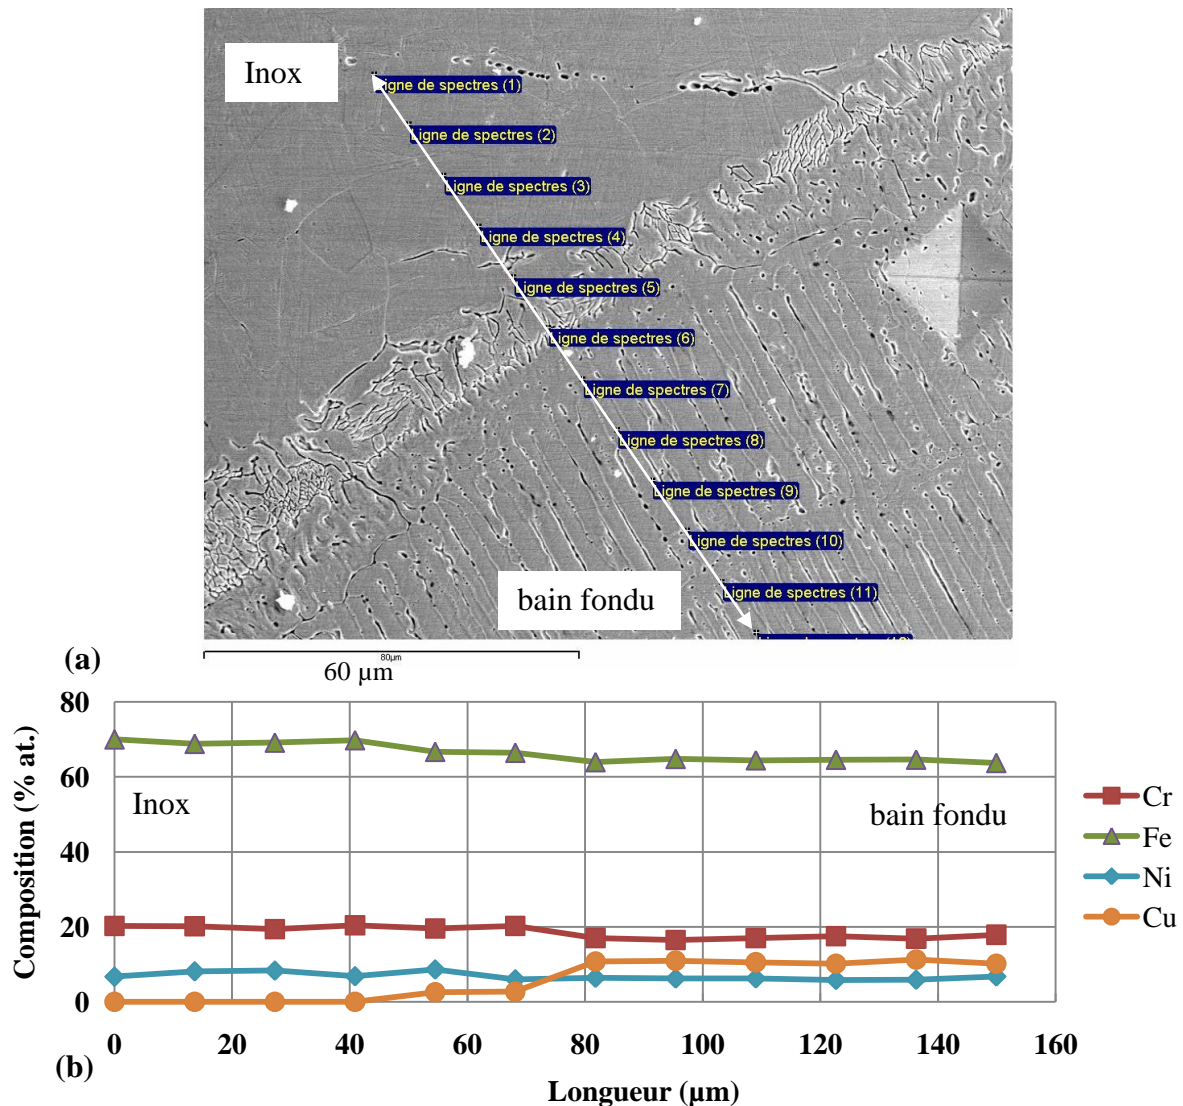 Inox
Ligne de spectres (1)
Ligne de spectres (2)
Ligne de spectres (3)
Ligne de spectres (4)
Ligne de spectres (5)
Ligne de spectres (6)
Ligne de spectres (7)
Ligne de spectres (8)
Ligne de spectres (9)
Ligne de spectres (10)
Ligne de spectres (11)
bain fondu
(a)
80µm
60 µm
Composition (% at.)
80
60
40
20
0
Inox
bain fondu
Cr
Fe
Ni
Cu
0 20 40 60 80 100 120 140 160
(b)
Longueur (µm)